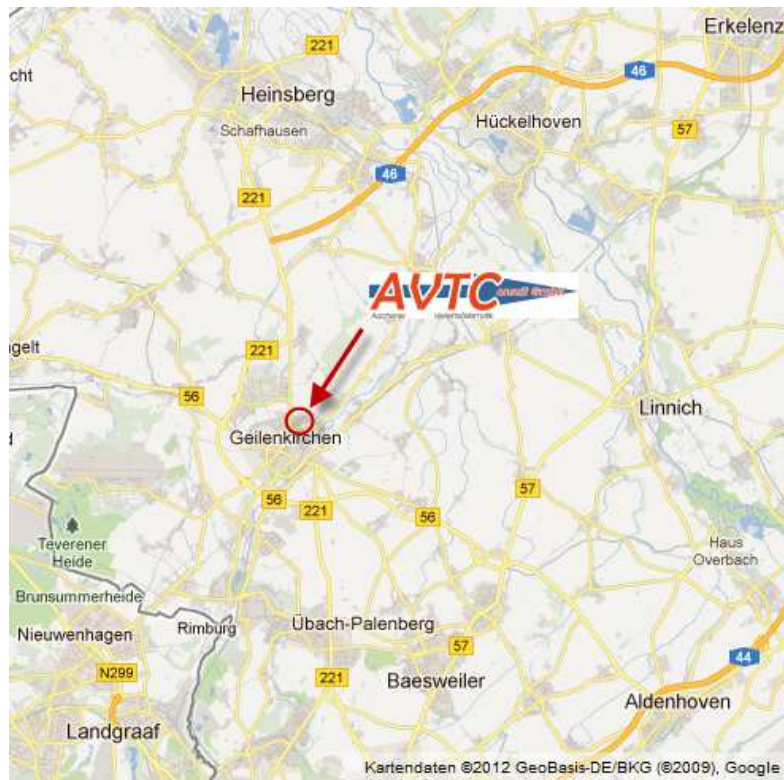 Erkelenz
221
cht
46
Heinsberg
Hückelhoven
57
Schafhausen
46
221
AVTC
Aachener
ngelt
221
56
Linnich
Geilenkirchen
57
56
221
56
Teverener
Heide
Haus
Overbach
Brunsummerheide
Rimburg
Übach-Palenberg
Nieuwenhagen
57
44
N299
221
Baesweiler
Aldenhoven
Landgraaf
Kartendaten ©2012 GeoBasis-DE/BKG (©2009), Google